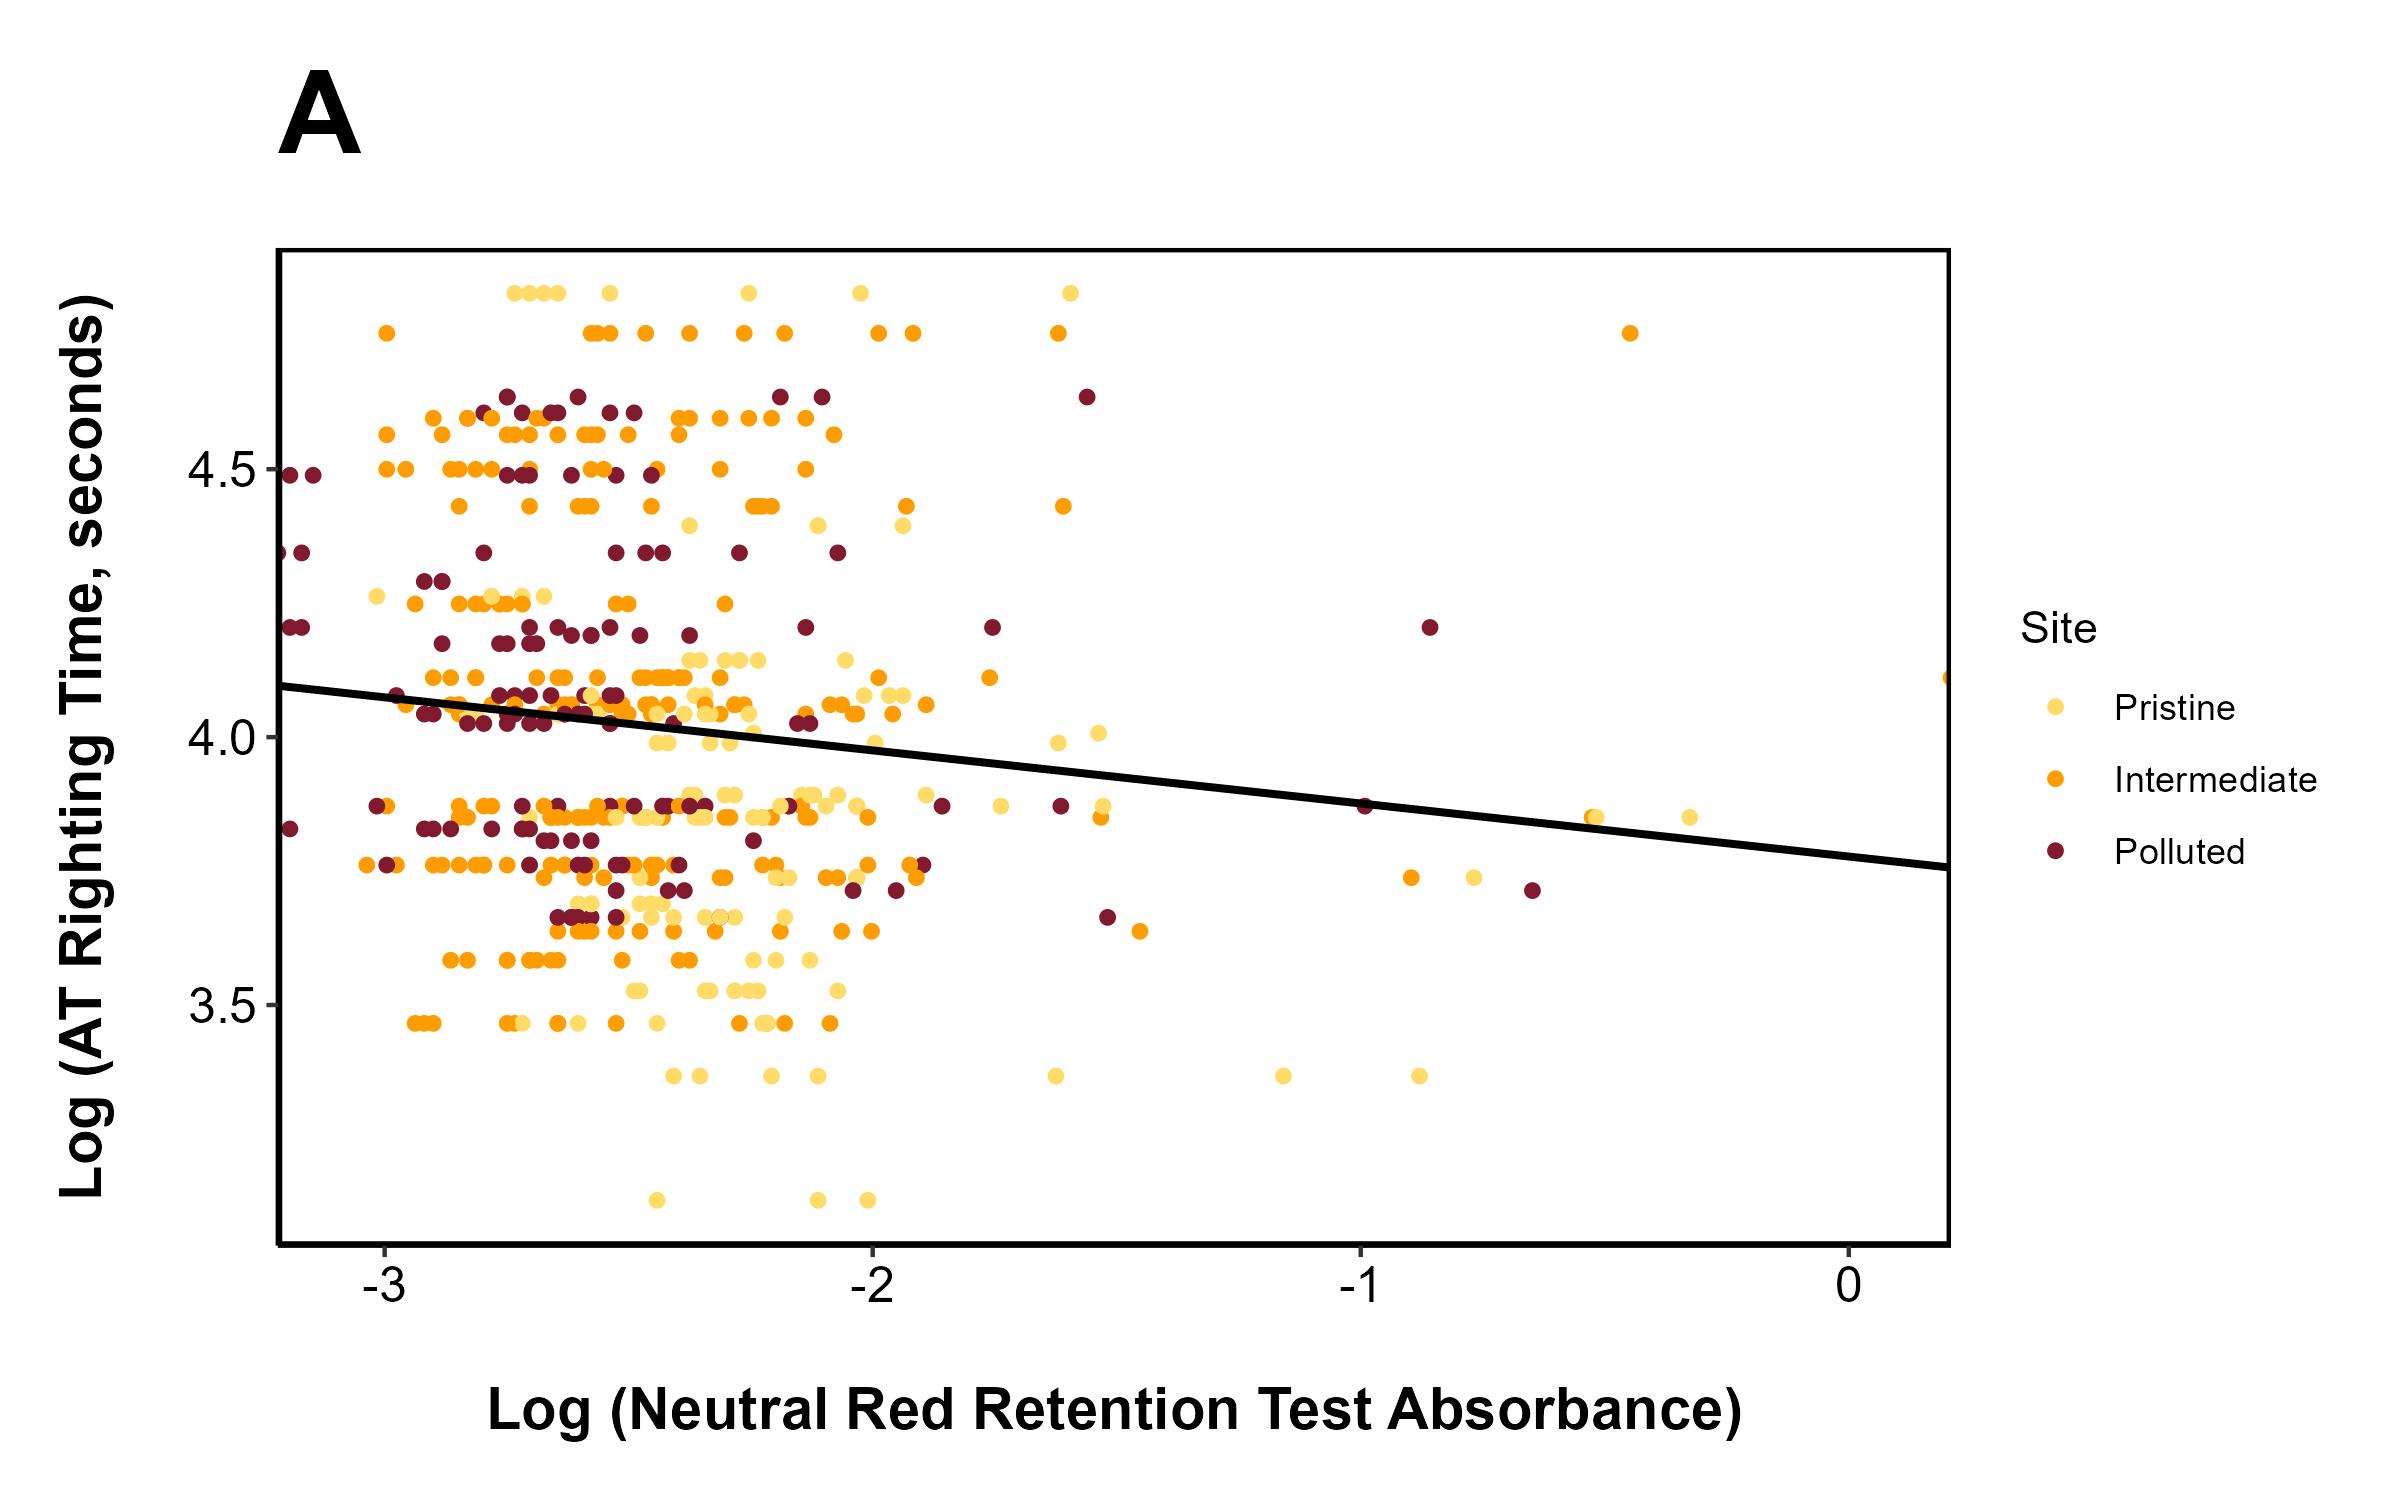 A
Log (AT Righting Time, seconds)
4.5
4.0
3.5
-3
-2
-1
0
Log (Neutral Red Retention Test Absorbance)
Site
Pristine
Intermediate
Polluted